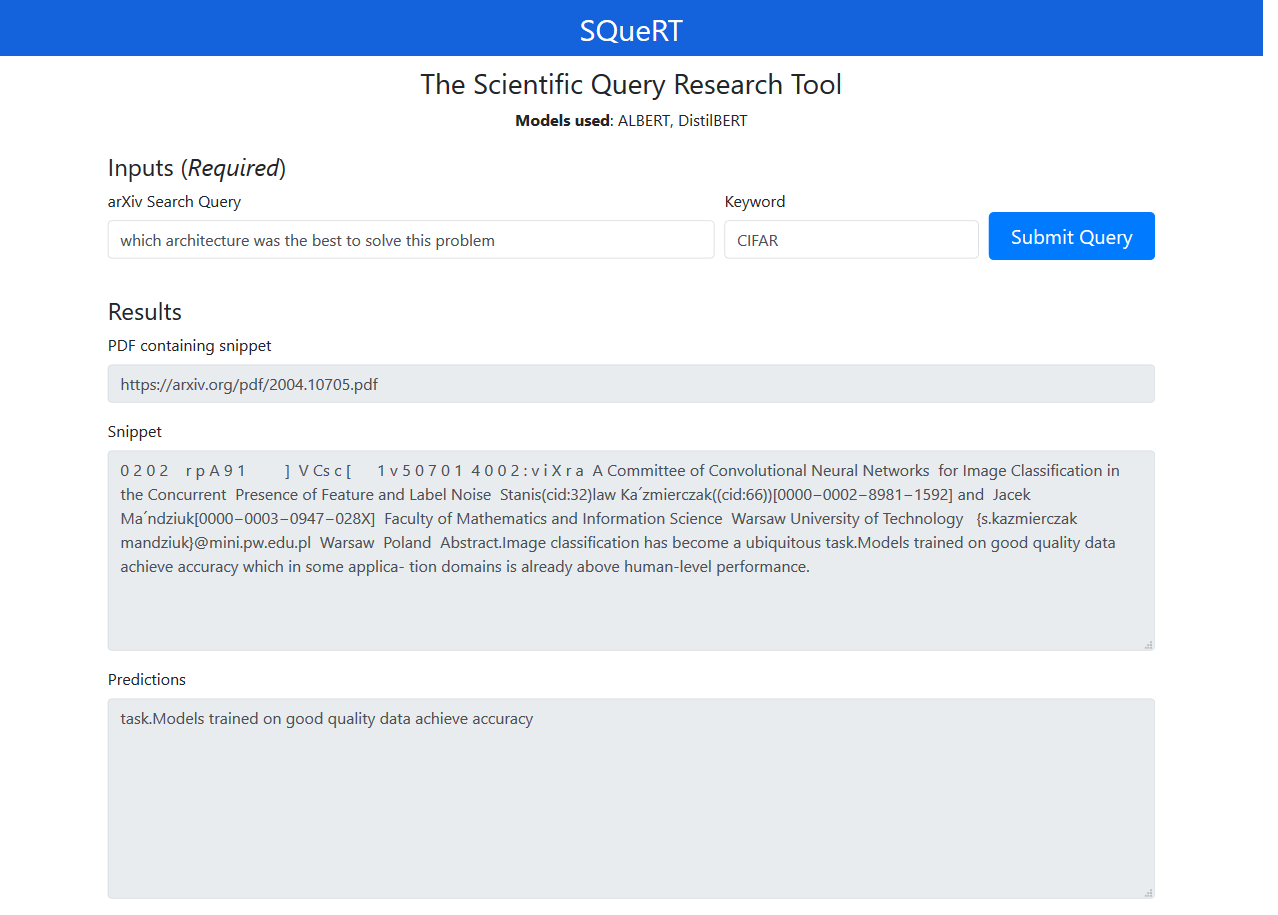 SQueRT
The Scientific Query Research Tool
Models used: ALBERT, DistilBERT
Inputs (Required)
arXiv Search Query
Keyword
which architecture was the best to solve this problem
CIFAR
Submit Query
Results
PDF containing snippet
https://arxiv.org/pdf/2004.10705.pdf
Snippet
0 2 0 2 r p A 9 1 ] V Cs c [ 1 v 5 0 7 0 1 4 0 0 2 : v i X r a A Committee of Convolutional Neural Networks for Image Classification in
the Concurrent Presence of Feature and Label Noise Stanis(cid:32)law Ka´zmierczak((cid:66))[0000−0002−8981−1592] and Jacek
Ma´ndziuk[0000−0003−0947−028X] Faculty of Mathematics and Information Science Warsaw University of Technology {s.kazmierczak
mandziuk}@mini.pw.edu.pl Warsaw Poland Abstract.Image classification has become a ubiquitous task.Models trained on good quality data
achieve accuracy which in some applica- tion domains is already above human-level performance.
Predictions
task.Models trained on good quality data achieve accuracy